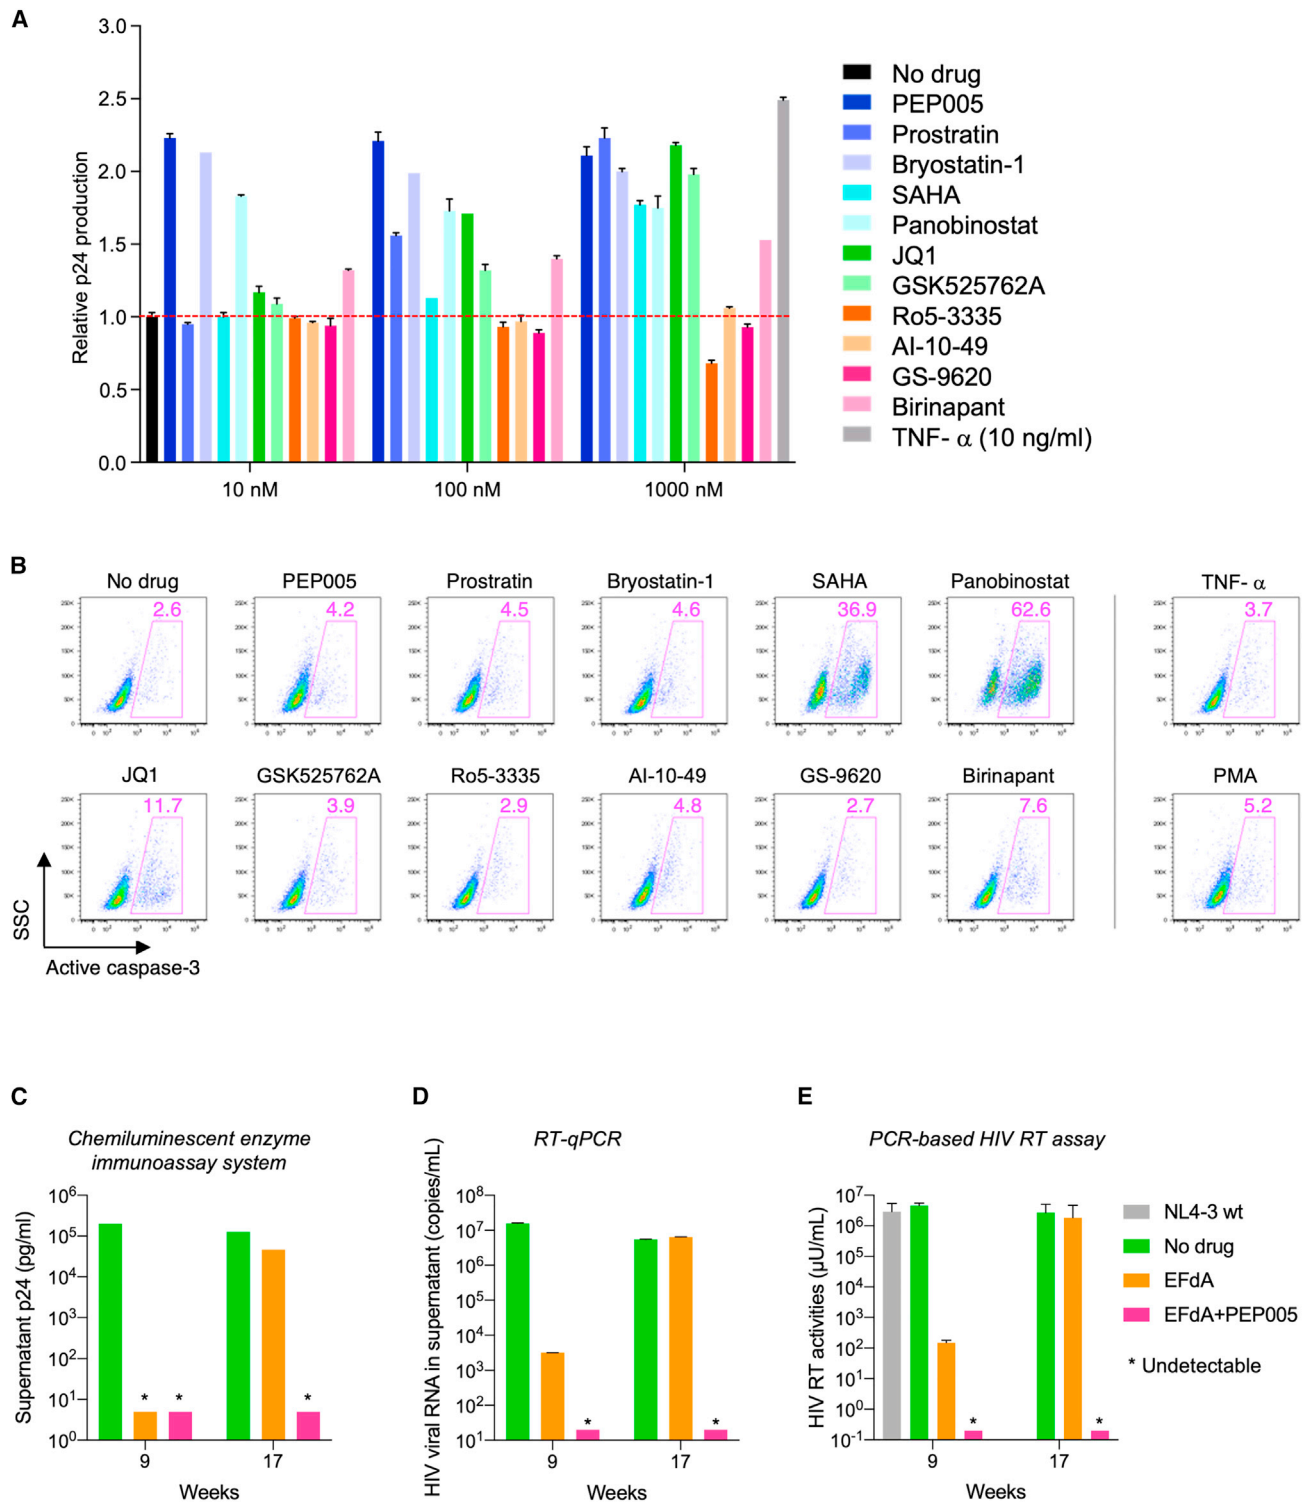 A
3.0
2.5
2.0
1.5
1.0
0.5
0.0
Relative p24 production
10 nM
100 nM
1000 nM
No drug
PEP005
Prostratin
Bryostatin-1
SAHA
Panobinostat
JQ1
GSK525762A
Ro5-3335
AI-10-49
GS-9620
Birinapant
TNF- α (10 ng/ml)
B
No drug
PEP005
Prostratin
Bryostatin-1
SAHA
Panobinostat
TNF- α
2.6
4.2
4.5
4.6
36.9
62.6
3.7
JQ1
GSK525762A
Ro5-3335
AI-10-49
GS-9620
Birinapant
PMA
11.7
3.9
2.9
4.8
2.7
7.6
5.2
SSC
Active caspase-3
C
Chemiluminescent enzyme
immunoassay system
Supernatant p24 (pg/ml)
10⁶
10⁵
10⁴
10³
10²
10¹
10⁰
* *
*
9
17
Weeks
D
RT-qPCR
HIV viral RNA in supernatant (copies/mL)
10⁸
10⁷
10⁶
10⁵
10⁴
10³
10²
10¹
*
*
9
17
Weeks
E
PCR-based HIV RT assay
HIV RT activities (µU/mL)
10⁷
10⁶
10⁵
10⁴
10³
10²
10¹
10⁰
10⁻¹
*
*
9
17
Weeks
NL4-3 wt
No drug
EFdA
EFdA+PEP005
* Undetectable